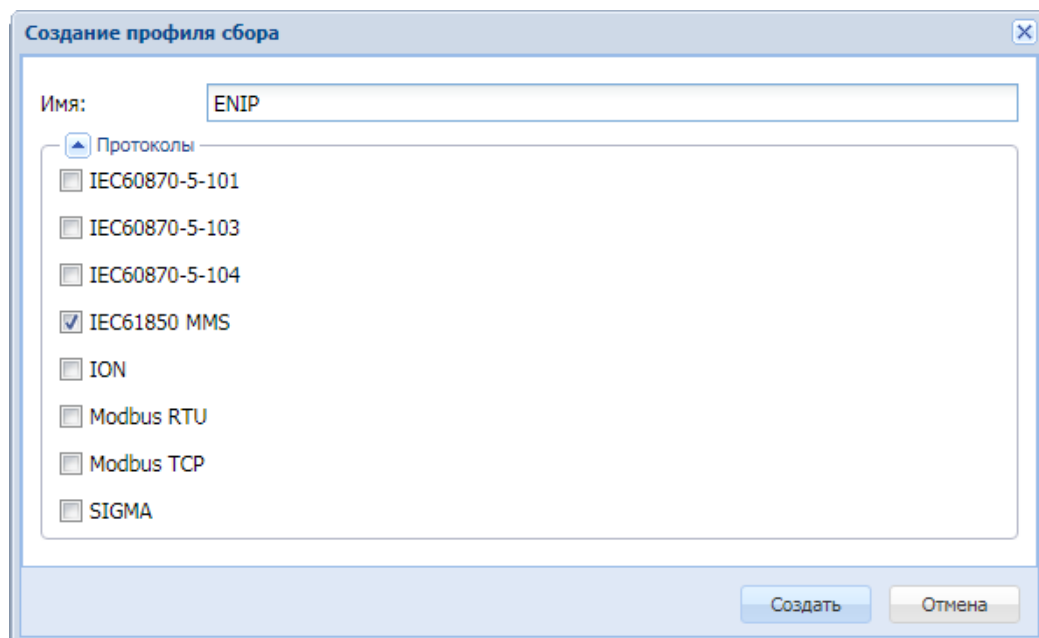 Создание профиля сбора
Имя: ENIP
Протоколы
IEC60870-5-101
IEC60870-5-103
IEC60870-5-104
IEC61850 MMS
ION
Modbus RTU
Modbus TCP
SIGMA
Создать Отмена